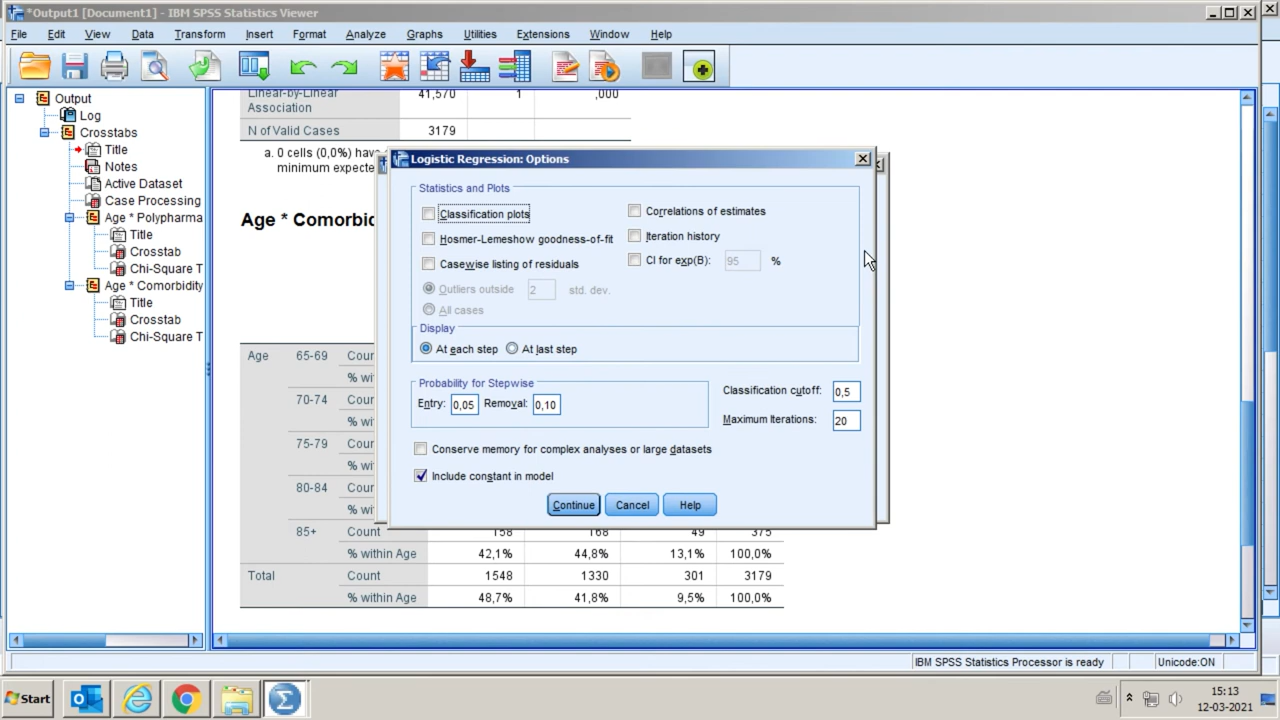 *Output1 [Document1] - IBM SPSS Statistics Viewer
File Edit View Data Transform Insert Format Analyze Graphs Utilities Extensions Window Help
Output
Log
Crosstabs
Title
Notes
Active Dataset
Case Processing
Age * Polypharma
Title
Crosstab
Chi-Square T
Age * Comorbidity
Title
Crosstab
Chi-Square T
Linear-by-Linear Association 41,570 1 ,000
N of Valid Cases 3179
a. 0 cells (0,0%) have
minimum expecte
Age * Comorbid
Logistic Regression: Options
Statistics and Plots
Classification plots
Correlations of estimates
Hosmer-Lemeshow goodness-of-fit
Iteration history
Casewise listing of residuals
CI for exp(B): 95 %
Outliers outside 2 std. dev.
All cases
Display
At each step At last step
Probability for Stepwise
Entry: 0,05 Removal: 0,10
Classification cutoff: 0,5
Maximum Iterations: 20
Conserve memory for complex analyses or large datasets
Include constant in model
Continue Cancel Help
Age 65-69 Cour
% wi
70-74 Cour
% wi
75-79 Cour
% wi
80-84 Cour
% wi
85+ Count 158 168 49 375
% within Age 42,1% 44,8% 13,1% 100,0%
Total Count 1548 1330 301 3179
% within Age 48,7% 41,8% 9,5% 100,0%
IBM SPSS Statistics Processor is ready Unicode:ON
Start
15:13
12-03-2021